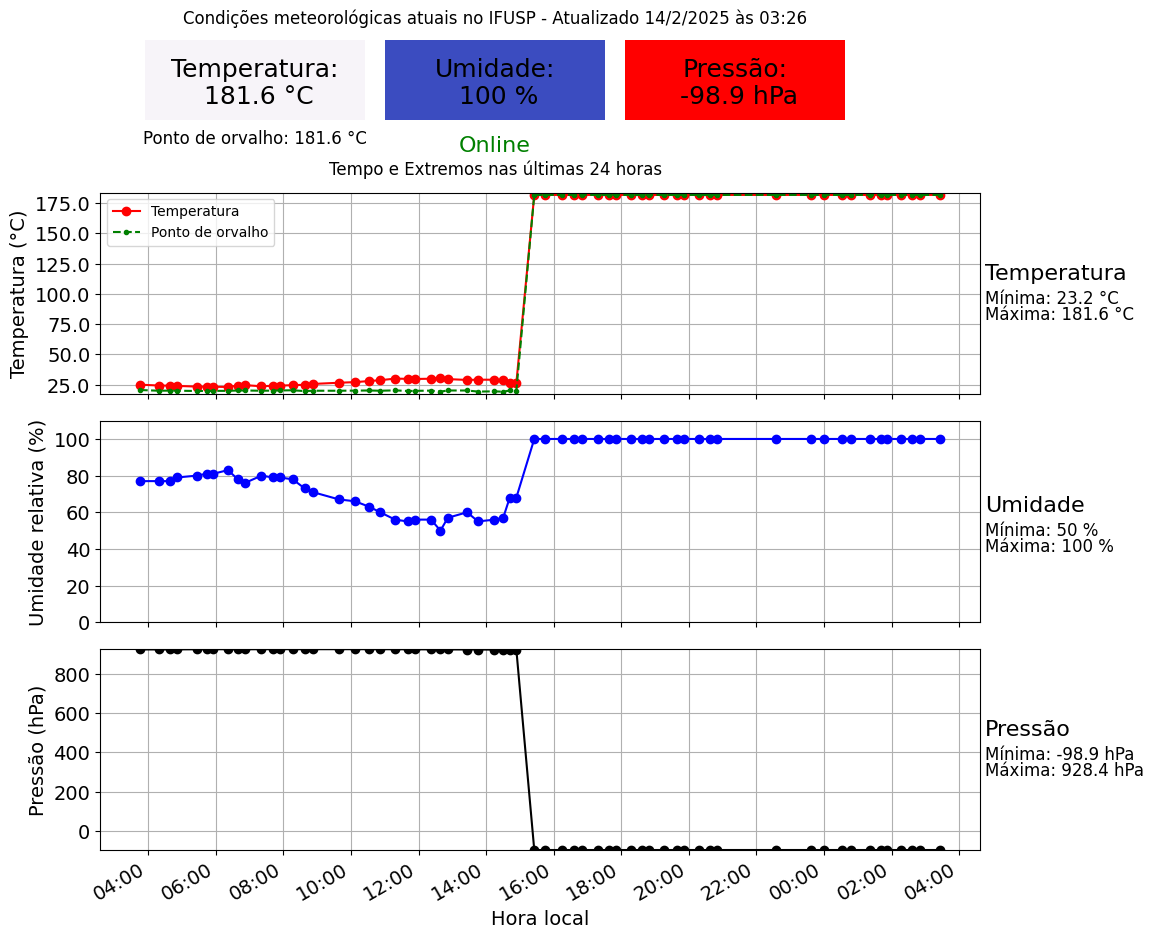 Condições meteorológicas atuais no IFUSP - Atualizado 14/2/2025 às 03:26
Temperatura:
181.6 °C
Umidade:
100 %
Pressão:
-98.9 hPa
Ponto de orvalho: 181.6 °C
Online
Tempo e Extremos nas últimas 24 horas
Temperatura (°C)
175.0
150.0
125.0
100.0
75.0
50.0
25.0
Temperatura
Ponto de orvalho
Temperatura
Mínima: 23.2 °C
Máxima: 181.6 °C
Umidade relativa (%)
100
80
60
40
20
0
Umidade
Mínima: 50 %
Máxima: 100 %
Pressão (hPa)
800
600
400
200
0
Pressão
Mínima: -98.9 hPa
Máxima: 928.4 hPa
04:00 06:00 08:00 10:00 12:00 14:00 16:00 18:00 20:00 22:00 00:00 02:00 04:00
Hora local